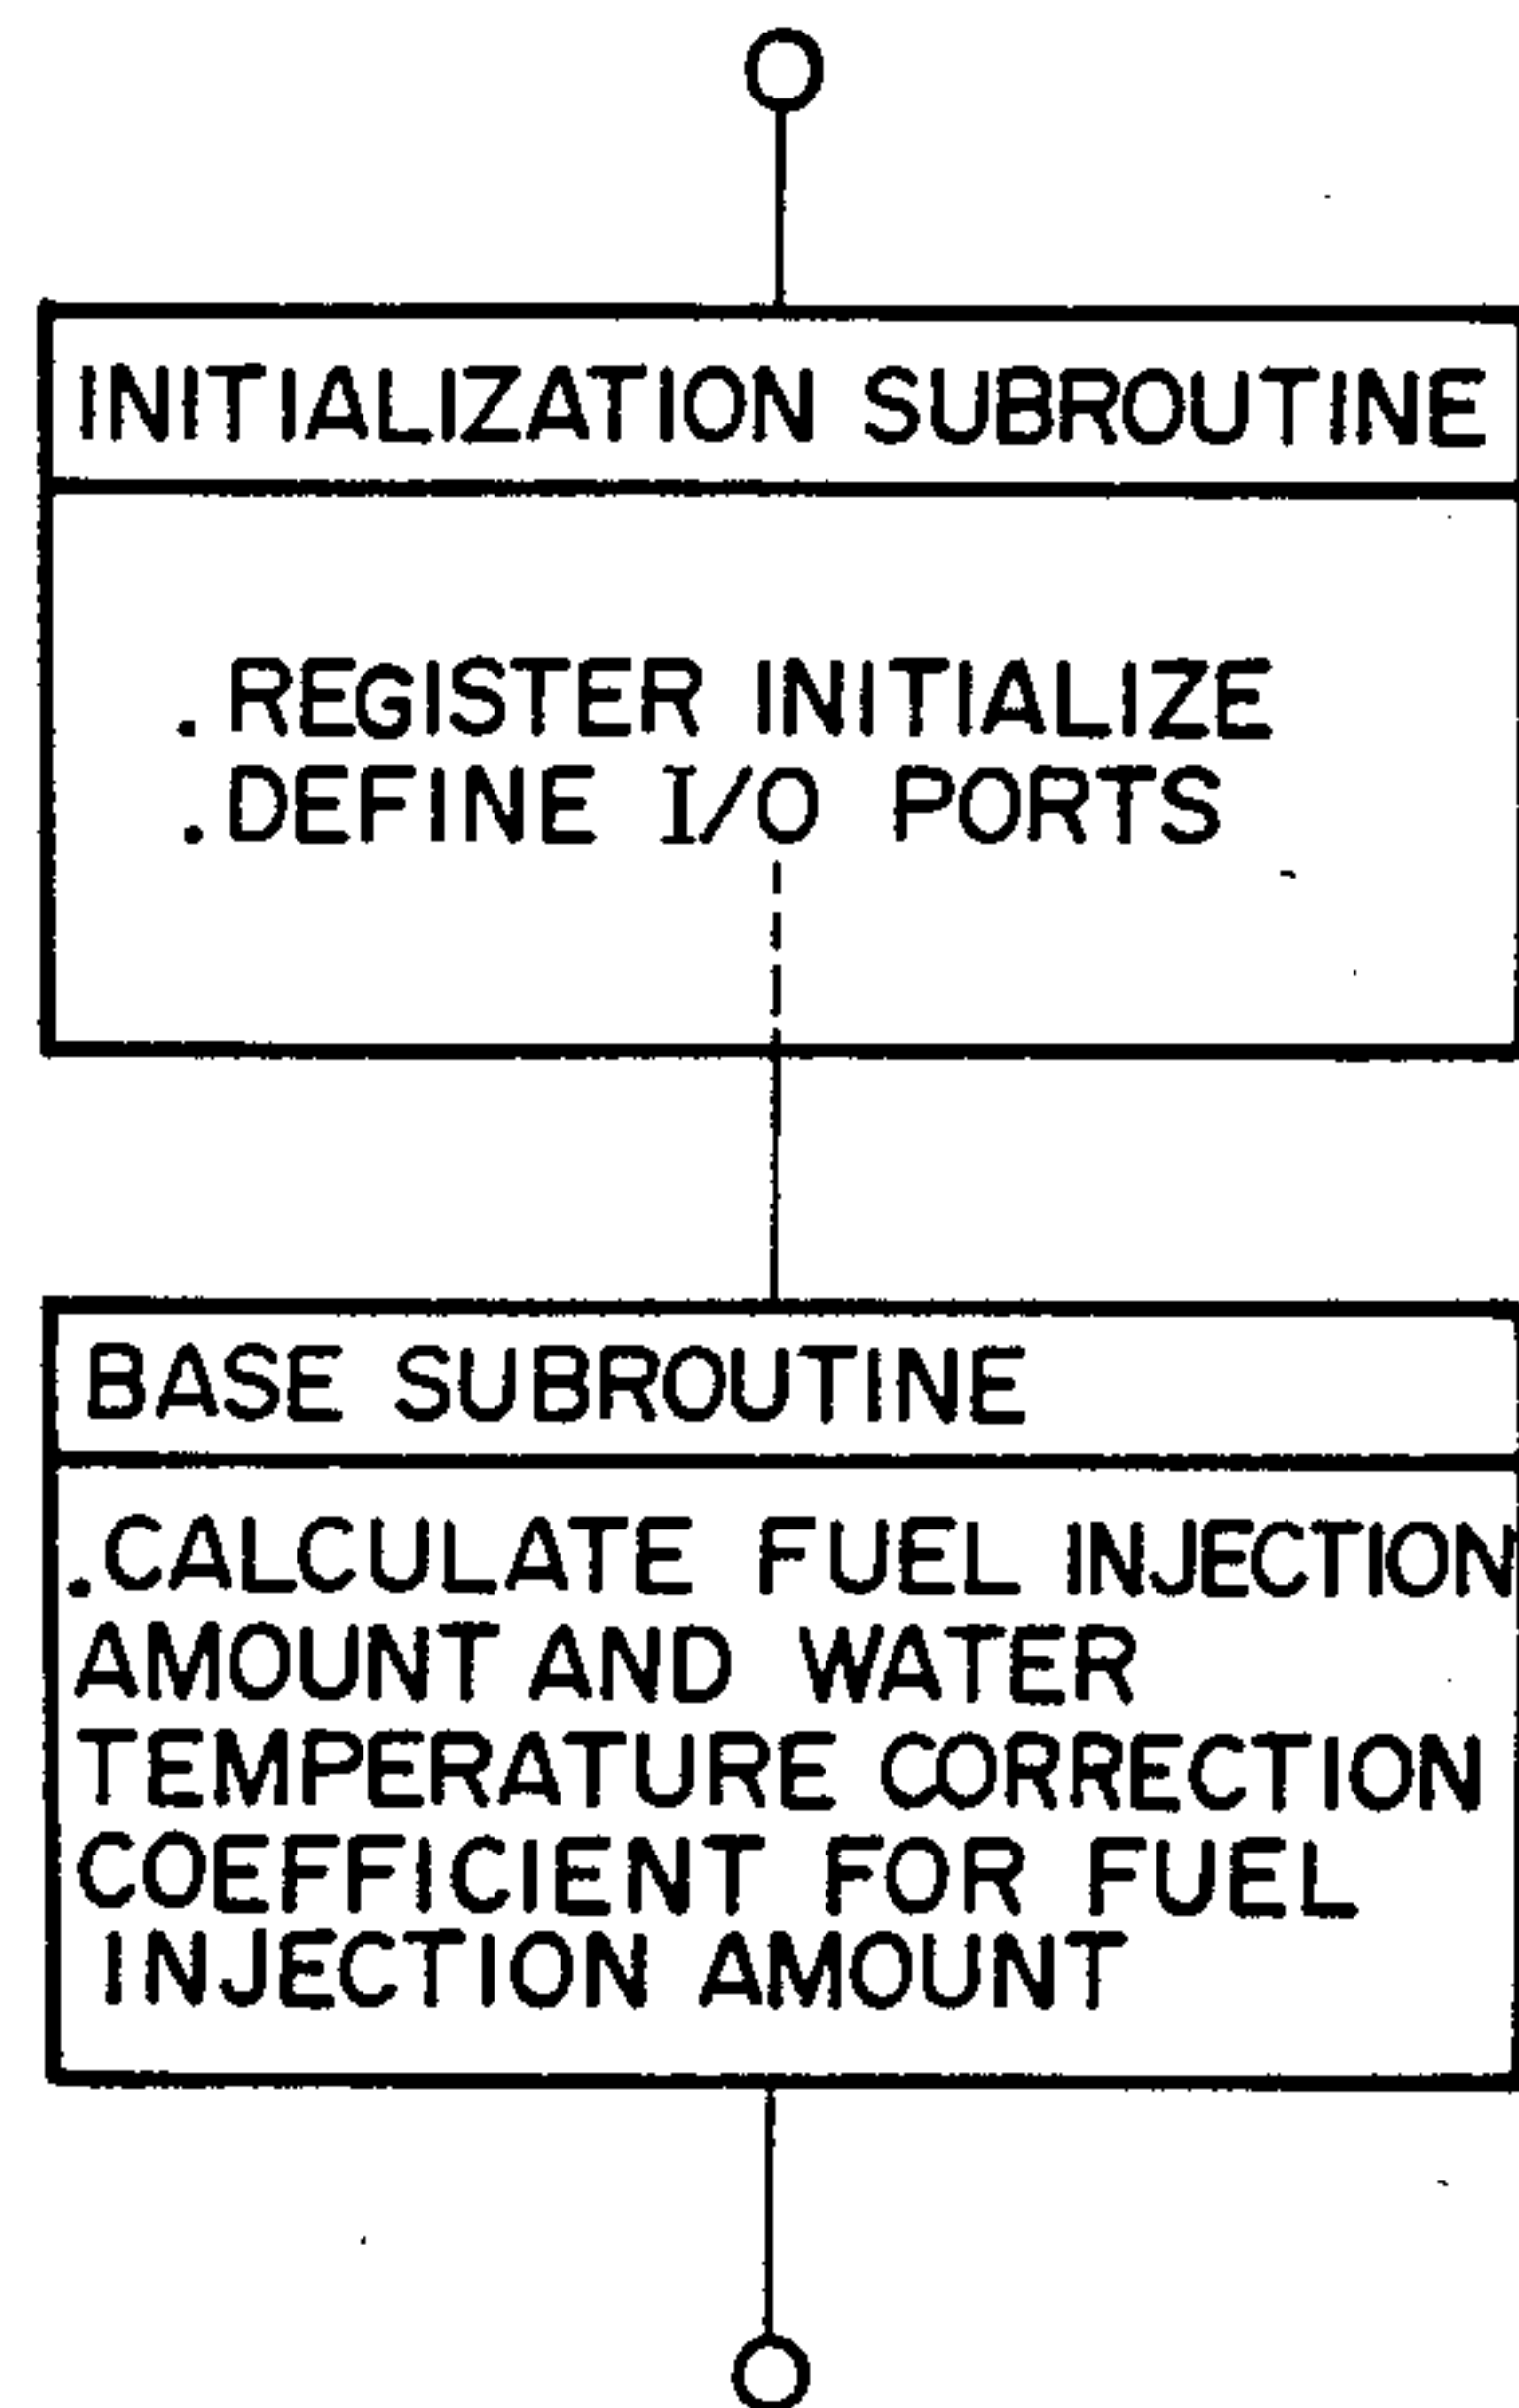 INITIALIZATION SUBROUTINE
. REGISTER INITIALIZE
.DEFINE I/O PORTS
BASE SUBROUTINE
.CALCULATE FUEL INJECTION
AMOUNT AND WATER
TEMPERATURE CORRECTION
COEFFICIENT FOR FUEL
INJECTION AMOUNT